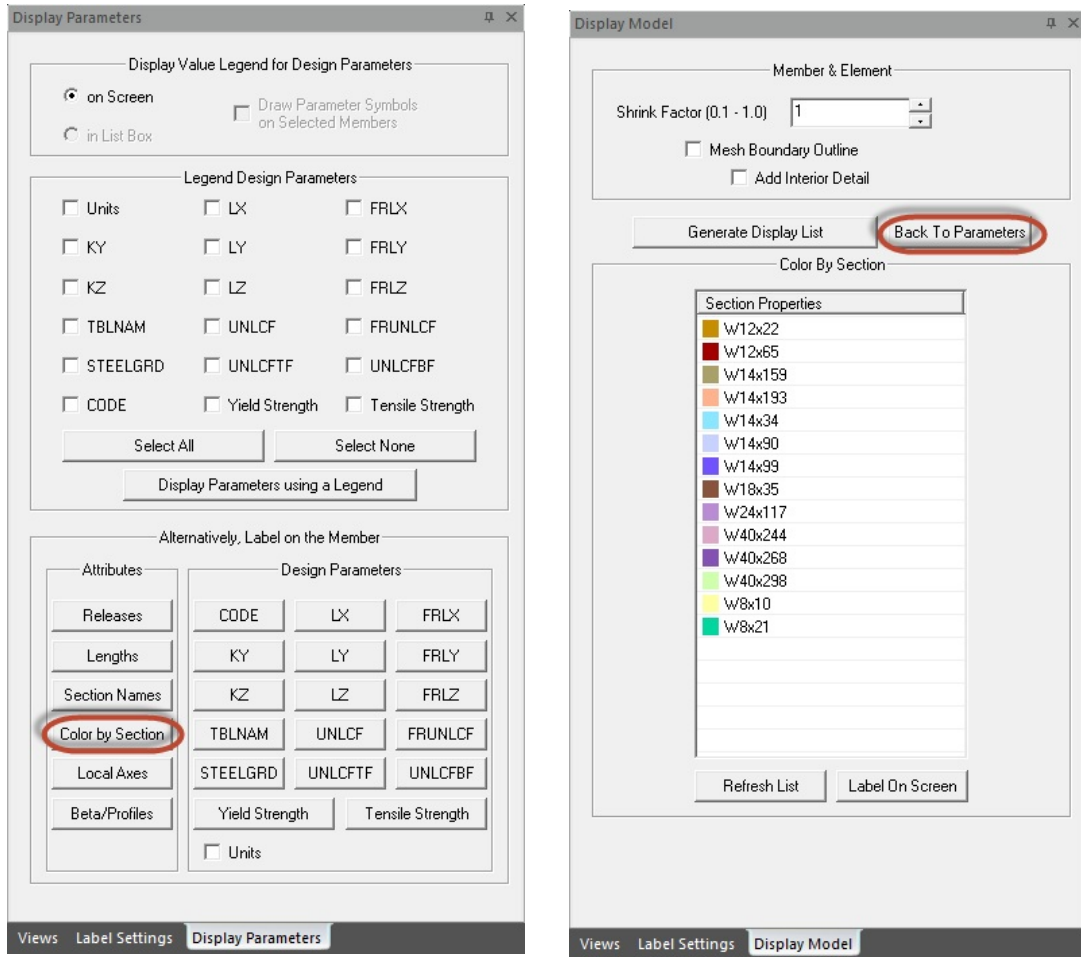 Display Parameters
Display Value Legend for Design Parameters
on Screen
Draw Parameter Symbols
on Selected Members
in List Box
Legend Design Parameters
Units LX FRLX
KY LY FRLY
KZ LZ FRLZ
TBLNAM UNLCF FRUNLCF
STEELGRD UNLCFTF UNLCFBF
CODE Yield Strength Tensile Strength
Select All Select None
Display Parameters using a Legend
Alternatively, Label on the Member
Attributes Design Parameters
Releases CODE LX FRLX
Lengths KY LY FRLY
Section Names KZ LZ FRLZ
Color by Section TBLNAM UNLCF FRUNLCF
Local Axes STEELGRD UNLCFTF UNLCFBF
Beta/Profiles Yield Strength Tensile Strength
Units
Views Label Settings Display Parameters
Display Model
Member & Element
Shrink Factor (0.1 - 1.0) 1
Mesh Boundary Outline
Add Interior Detail
Generate Display List Back To Parameters
Color By Section
Section Properties
W12x22
W12x65
W14x159
W14x193
W14x34
W14x90
W14x99
W18x35
W24x117
W40x244
W40x268
W40x298
W8x10
W8x21
Refresh List Label On Screen
Views Label Settings Display Model